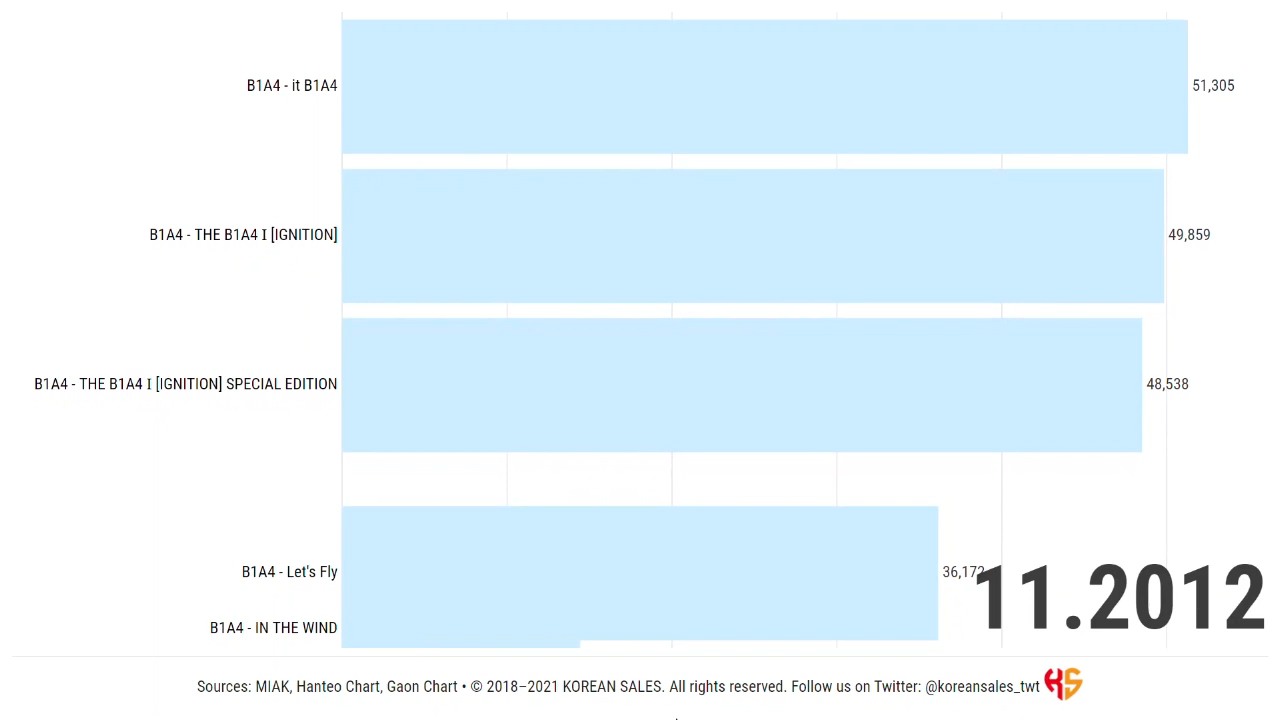 B1A4 - it B1A4
51,305
B1A4 - THE B1A4 I [IGNITION]
49,859
B1A4 - THE B1A4 I [IGNITION] SPECIAL EDITION
48,538
B1A4 - Let's Fly
36,172
11.2012
B1A4 - IN THE WIND
Sources: MIAK, Hanteo Chart, Gaon Chart • © 2018–2021 KOREAN SALES. All rights reserved. Follow us on Twitter: @koreansales_twt KS